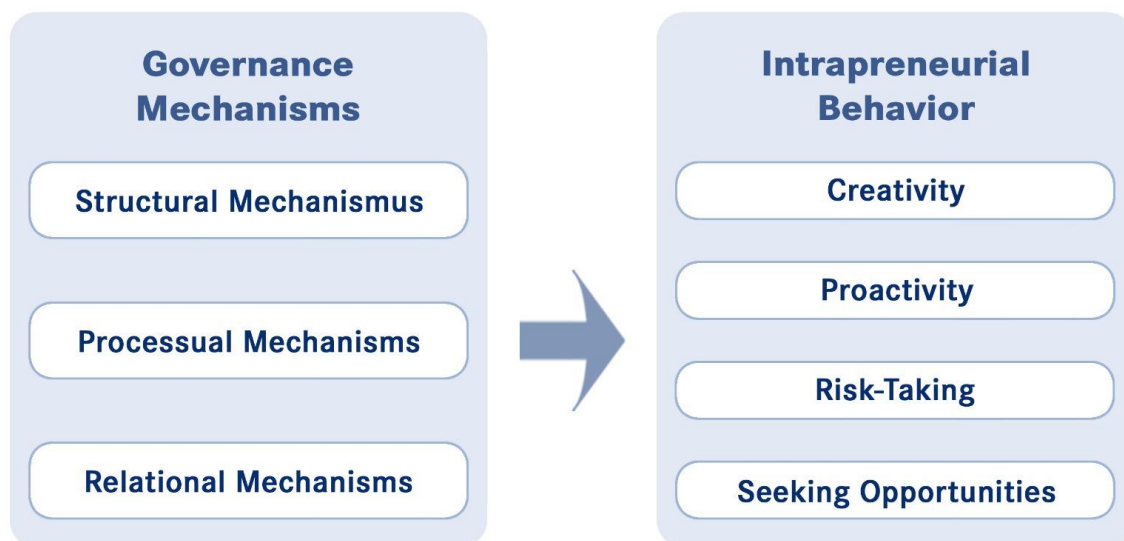 Governance
Mechanisms
Structural Mechanismus
Processual Mechanisms
Relational Mechanisms
Intrapreneurial
Behavior
Creativity
Proactivity
Risk-Taking
Seeking Opportunities